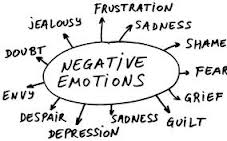 FRUSTRATION
JEALOUSY
SADNESS
DOUBT
SHAME
NEGATIVE
EMOTIONS
FEAR
ENVY
GRIEF
DESPAIR
SADNESS
GUILT
DEPRESSION